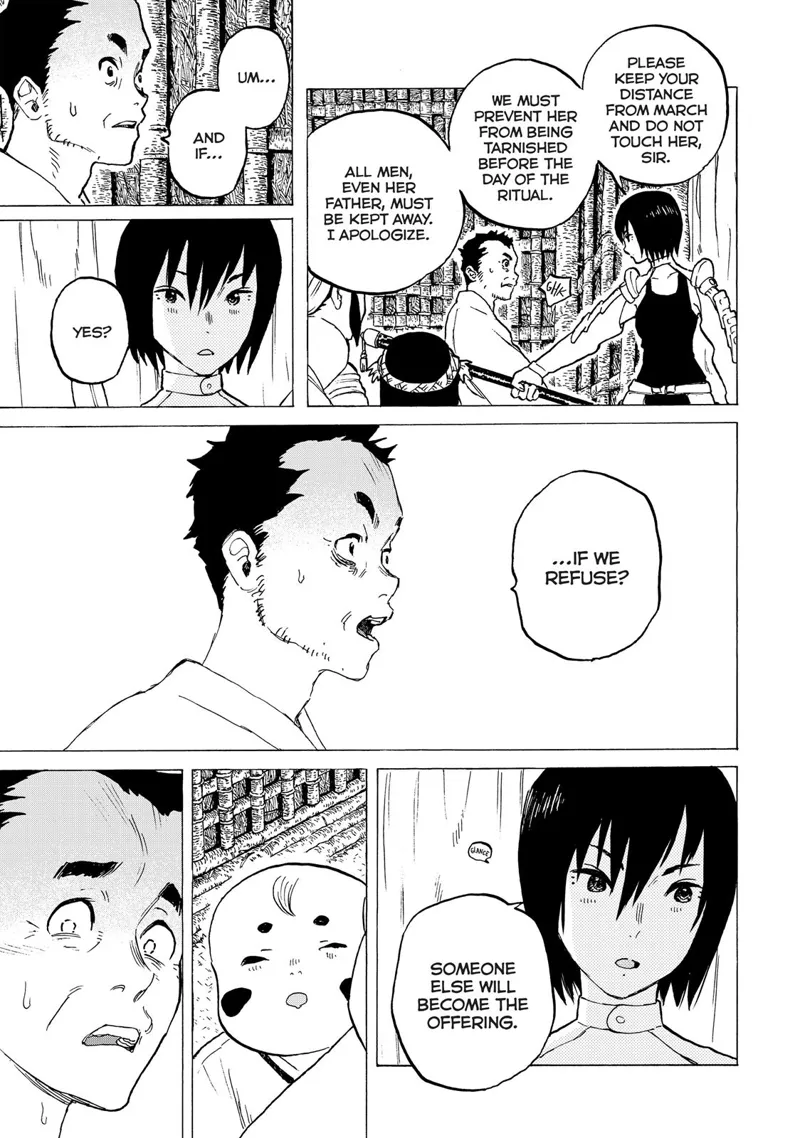 PLEASE
KEEP YOUR
DISTANCE
FROM MARCH
AND DO NOT
TOUCH HER,
SIR.
WE MUST
PREVENT HER
FROM BEING
TARNISHED
BEFORE THE
DAY OF THE
RITUAL.
ALL MEN,
EVEN HER
FATHER, MUST
BE KEPT AWAY.
I APOLOGIZE.
GHK
UM...
AND
IF...
YES?
...IF WE
REFUSE?
GLANCE
SOMEONE
ELSE WILL
BECOME THE
OFFERING.